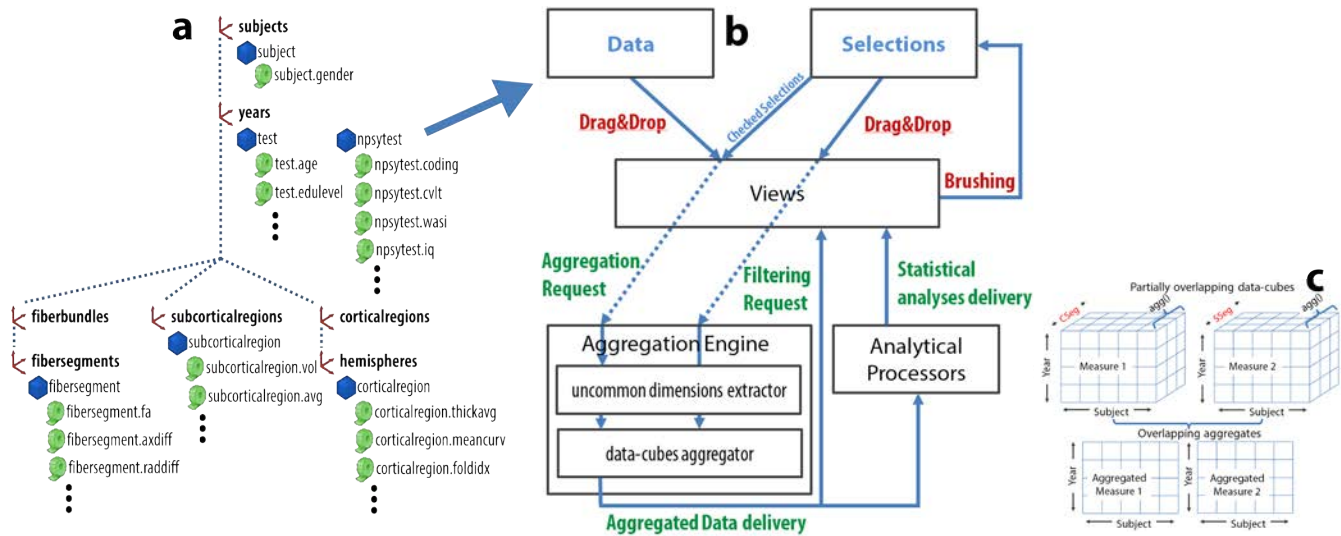 a
subjects
subject
subject.gender
years
test
test.age
test.edulevel
npsytest
npsytest.coding
npsytest.cvlt
npsytest.wasi
npsytest.iq
fiberbundles
fibersegments
fibersegment
fibersegment.fa
fibersegment.axdiff
fibersegment.raddiff
subcorticalregions
subcorticalregion
subcorticalregion.vol
subcorticalregion.avg
corticalregions
hemispheres
corticalregion
corticalregion.thickavg
corticalregion.meancurv
corticalregion.foldidx
b
Data
Selections
Drag&Drop
Checked Selections
Drag&Drop
Views
Brushing
Aggregation
Request
Filtering
Request
Statistical
analyses delivery
Aggregation Engine
uncommon dimensions extractor
data-cubes aggregator
Analytical
Processors
Aggregated Data delivery
c
Partially overlapping data-cubes
CSeg
agg()
Year
Measure 1
Subject
SSeg
agg()
Year
Measure 2
Subject
Overlapping aggregates
Year
Aggregated
Measure 1
Subject
Year
Aggregated
Measure 2
Subject